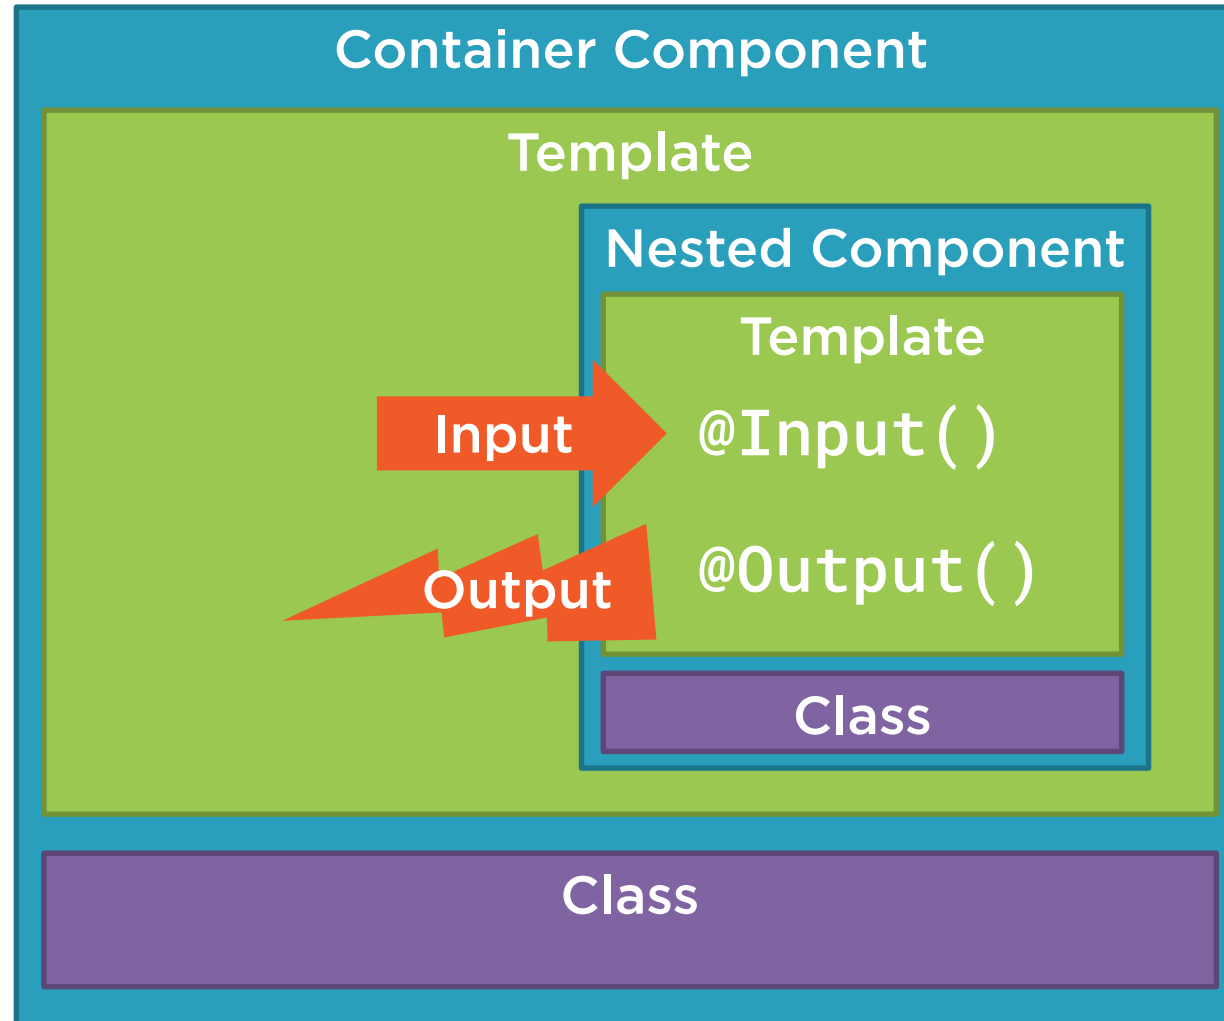 Container Component
Template
Nested Component
Template
Input
@Input()
Output
@Output()
Class
Class